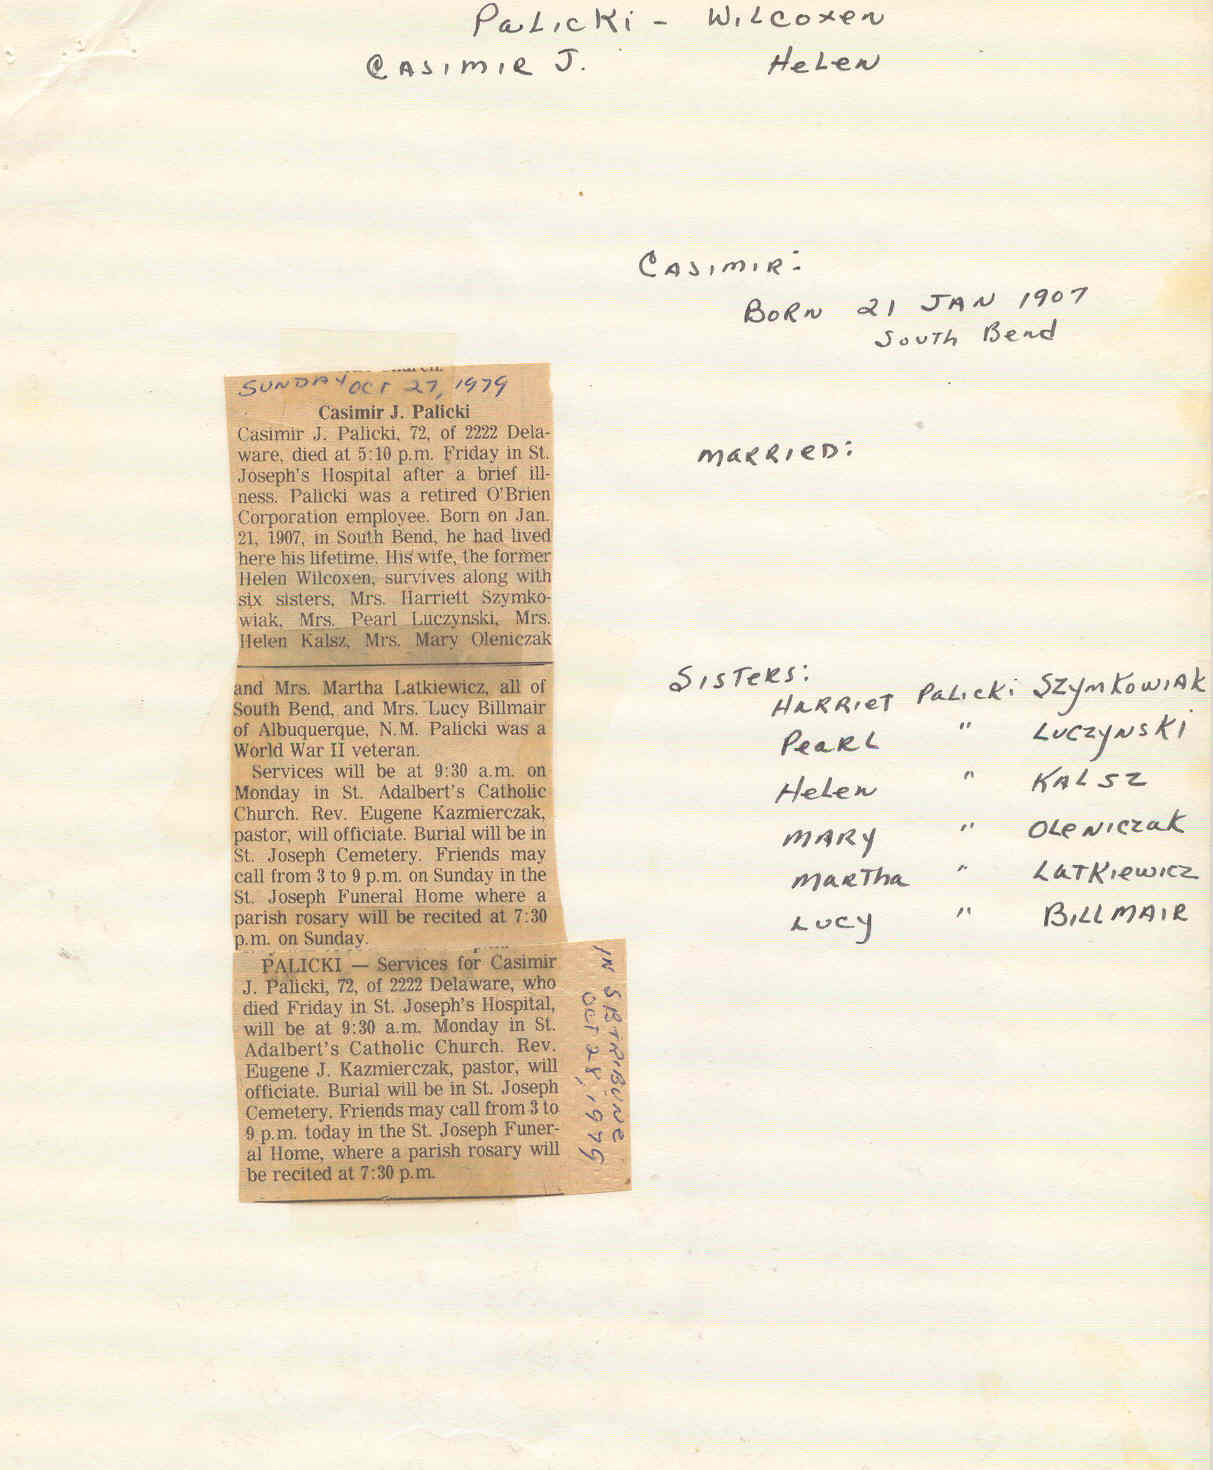 PaLicKi - WiLcoxen
CASIMIR J. HeLen
CASIMIR:
BORN 21 JAN 1907
South Bend
MARRIED:
SUNDAY OCT 27, 1979
Casimir J. Palicki
Casimir J. Palicki, 72, of 2222 Dela-
ware, died at 5:10 p.m. Friday in St.
Joseph's Hospital after a brief ill-
ness. Palicki was a retired O'Brien
Corporation employee. Born on Jan.
21, 1907, in South Bend, he had lived
here his lifetime. His wife, the former
Helen Wilcoxen, survives along with
six sisters, Mrs. Harriett Szymko-
wiak, Mrs. Pearl Luczynski, Mrs.
Helen Kalsz, Mrs. Mary Oleniczak
and Mrs. Martha Latkiewicz, all of
South Bend, and Mrs. Lucy Billmair
of Albuquerque, N.M. Palicki was a
World War II veteran.
Services will be at 9:30 a.m. on
Monday in St. Adalbert's Catholic
Church. Rev. Eugene Kazmierczak,
pastor, will officiate. Burial will be in
St. Joseph Cemetery. Friends may
call from 3 to 9 p.m. on Sunday in the
St. Joseph Funeral Home where a
parish rosary will be recited at 7:30
p.m. on Sunday.
PALICKI — Services for Casimir
J. Palicki, 72, of 2222 Delaware, who
died Friday in St. Joseph's Hospital,
will be at 9:30 a.m. Monday in St.
Adalbert's Catholic Church. Rev.
Eugene J. Kazmierczak, pastor, will
officiate. Burial will be in St. Joseph
Cemetery. Friends may call from 3 to
9 p.m. today in the St. Joseph Funer-
al Home, where a parish rosary will
be recited at 7:30 p.m.
IN SB TRIBUNE
OCT 28, 1979
SISTERS:
HARRIET PALICKI SZYMKOWIAK
PeaRL " LUCZYNSKI
HeLen " KALSZ
MARY " OLENICZAK
MARTha " LATKIEWICZ
LUCY " BILLMAIR